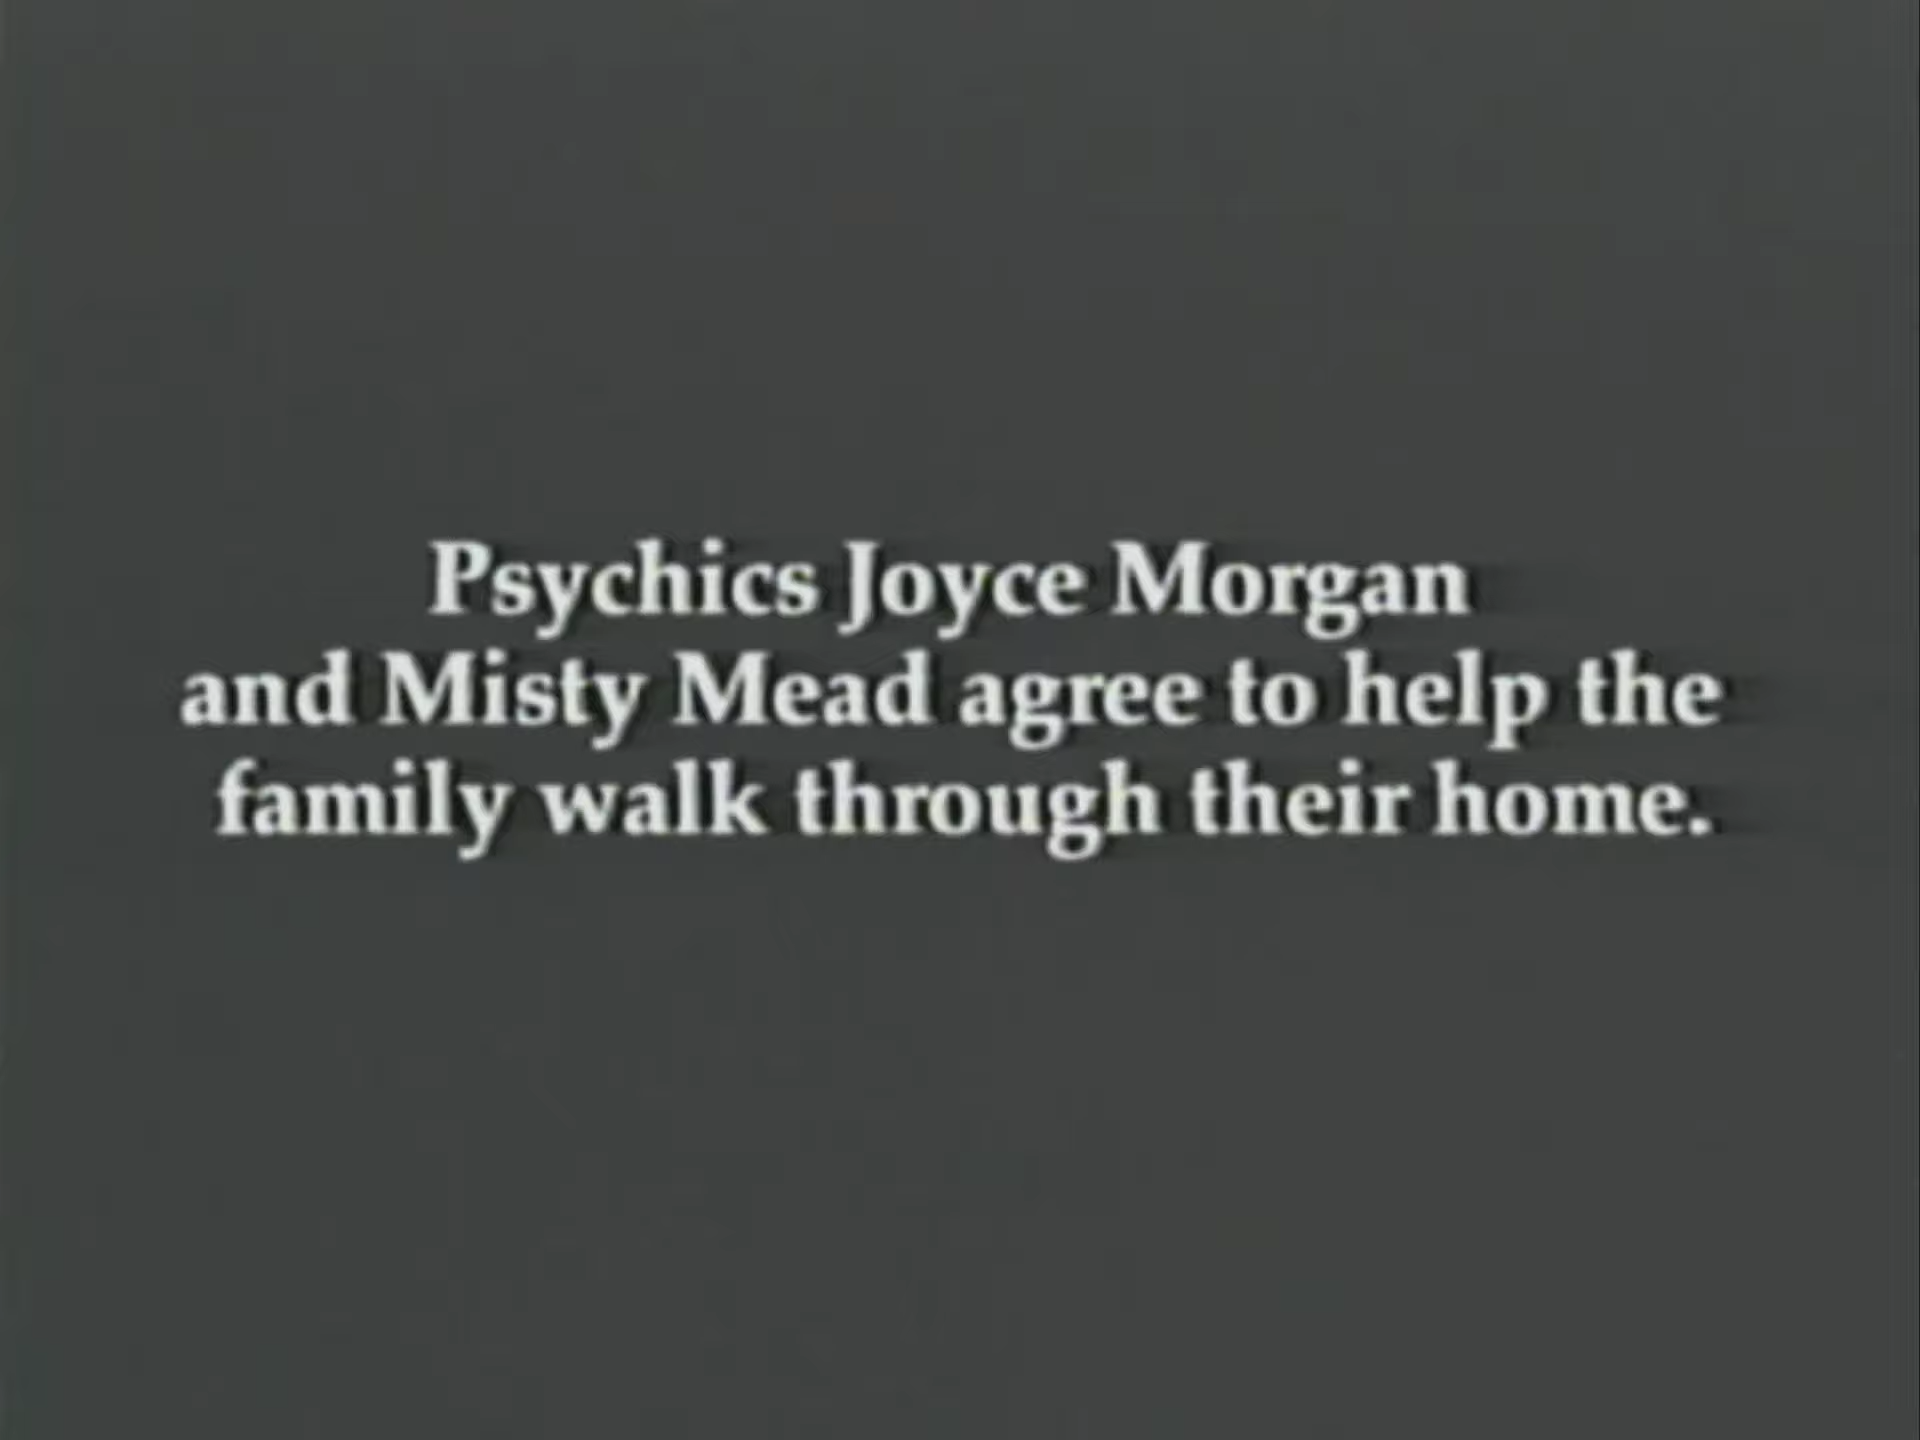 Psychics Joyce Morgan
and Misty Mead agree to help the
family walk through their home.